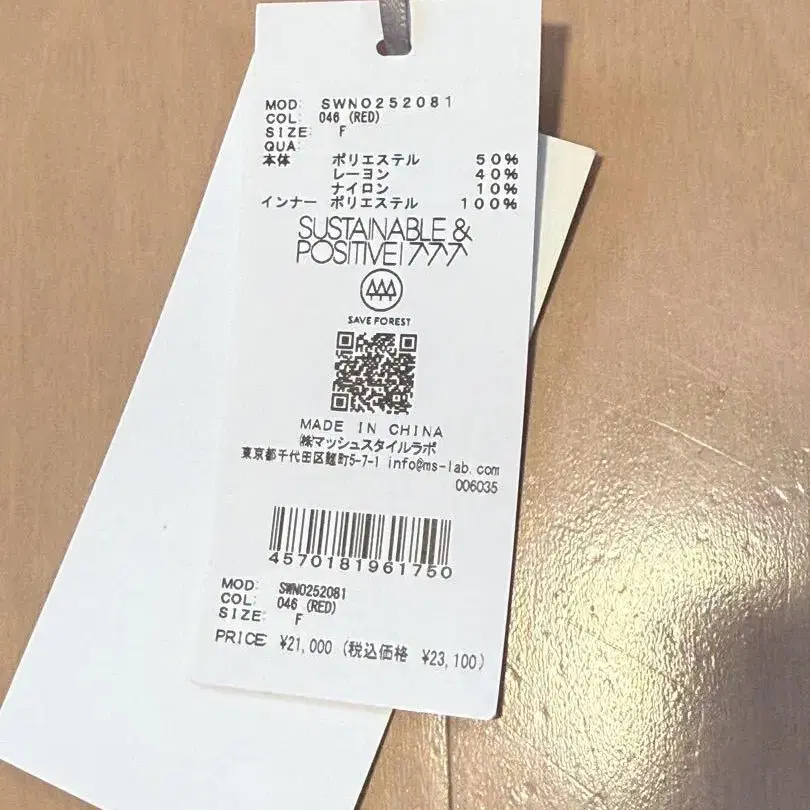 MOD: SWNO252081
COL: 046 (RED)
SIZE: F
QUA:
本体 ポリエステル 50%
レーヨン 40%
ナイロン 10%
インナー ポリエステル 100%
SUSTAINABLE &
POSITIVE!
SAVE FOREST
MADE IN CHINA
㈱マッシュスタイルラボ
東京都千代田区麹町5-7-1 info@ms-lab.com
006035
4570181961750
MOD: SWNO252081
COL: 046 (RED)
SIZE: F
PRICE: ¥21,000 (税込価格 ¥23,100)